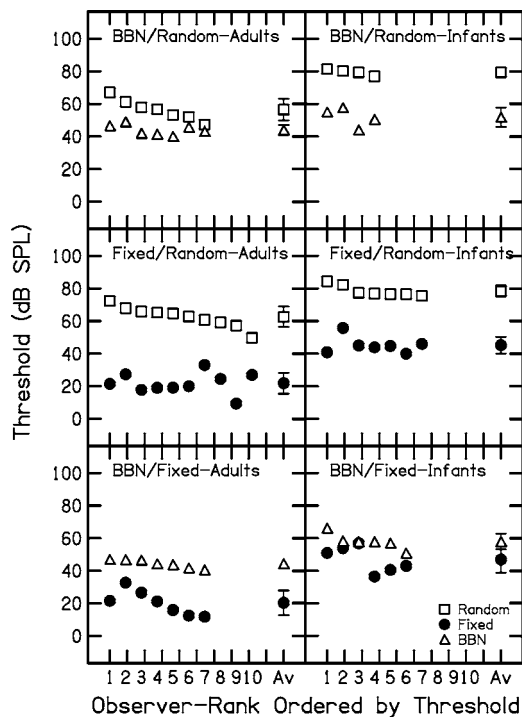 BBN/Random-Adults
BBN/Random-Infants
100
80
60
40
20
0
Fixed/Random-Adults
Fixed/Random-Infants
100
80
60
40
20
0
Threshold (dB SPL)
BBN/Fixed-Adults
BBN/Fixed-Infants
100
80
60
40
20
0
Random
Fixed
BBN
1 2 3 4 5 6 7 8 9 10 Av
1 2 3 4 5 6 7 8 9 10 Av
Observer-Rank Ordered by Threshold